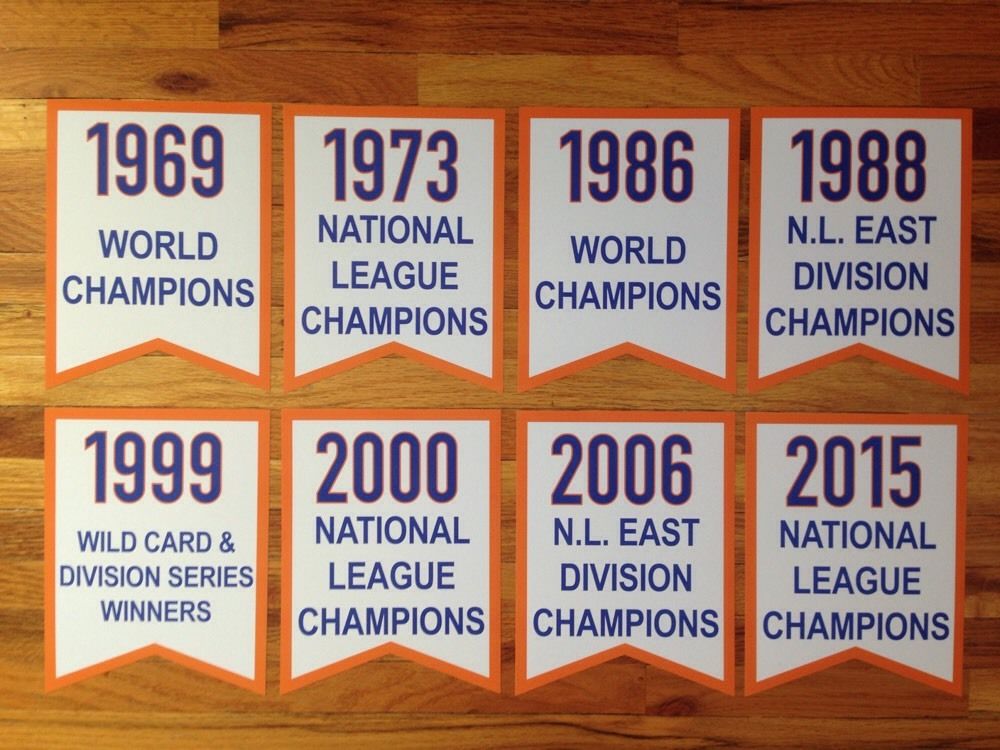 1969
WORLD
CHAMPIONS
1973
NATIONAL
LEAGUE
CHAMPIONS
1986
WORLD
CHAMPIONS
1988
N.L. EAST
DIVISION
CHAMPIONS
1999
WILD CARD &
DIVISION SERIES
WINNERS
2000
NATIONAL
LEAGUE
CHAMPIONS
2006
N.L. EAST
DIVISION
CHAMPIONS
2015
NATIONAL
LEAGUE
CHAMPIONS